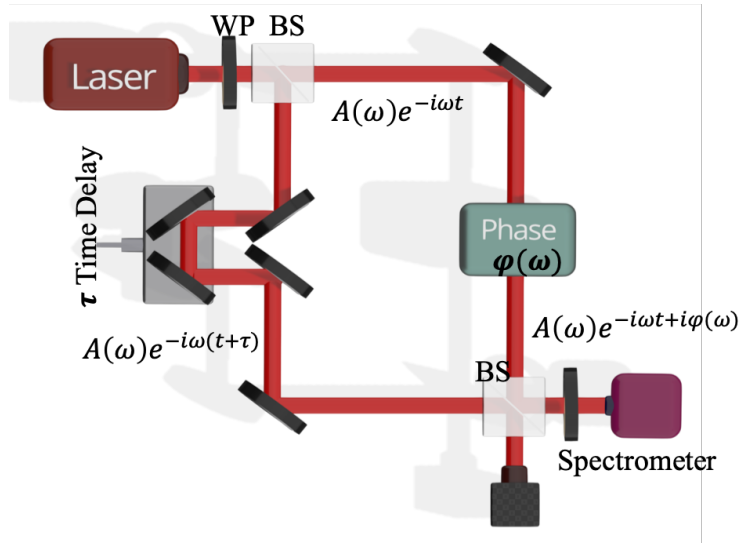 WP BS
Laser
A(ω)e^{-iωt}
τ Time Delay
Phase
φ(ω)
A(ω)e^{-iω(t+τ)}
A(ω)e^{-iωt+iφ(ω)}
BS
Spectrometer